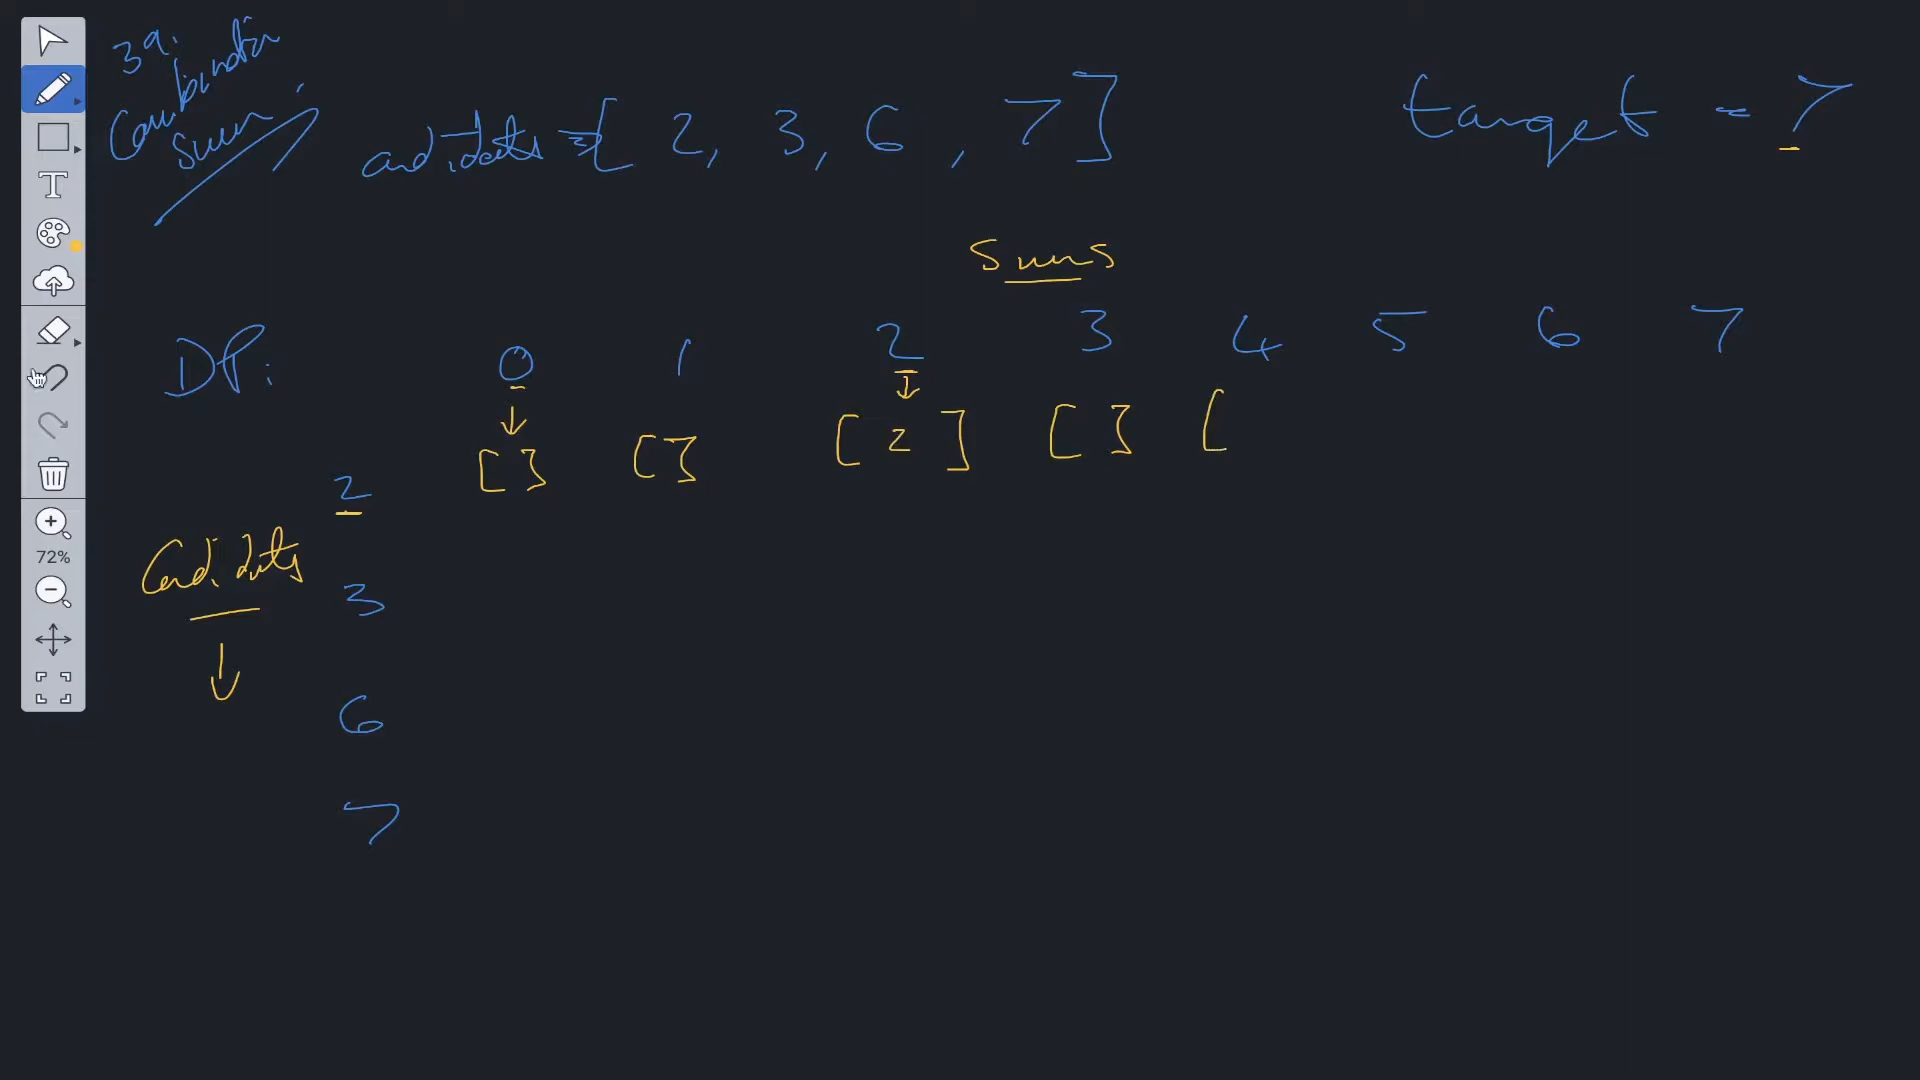 39.
Combination
Sum
candidates = [ 2, 3, 6, 7 ]
target = 7
Sums
DP: 0 1 2 3 4 5 6 7
[ ] [ ] [ 2 ] [ ] [
2
Candidates
3
6
7
T
72%